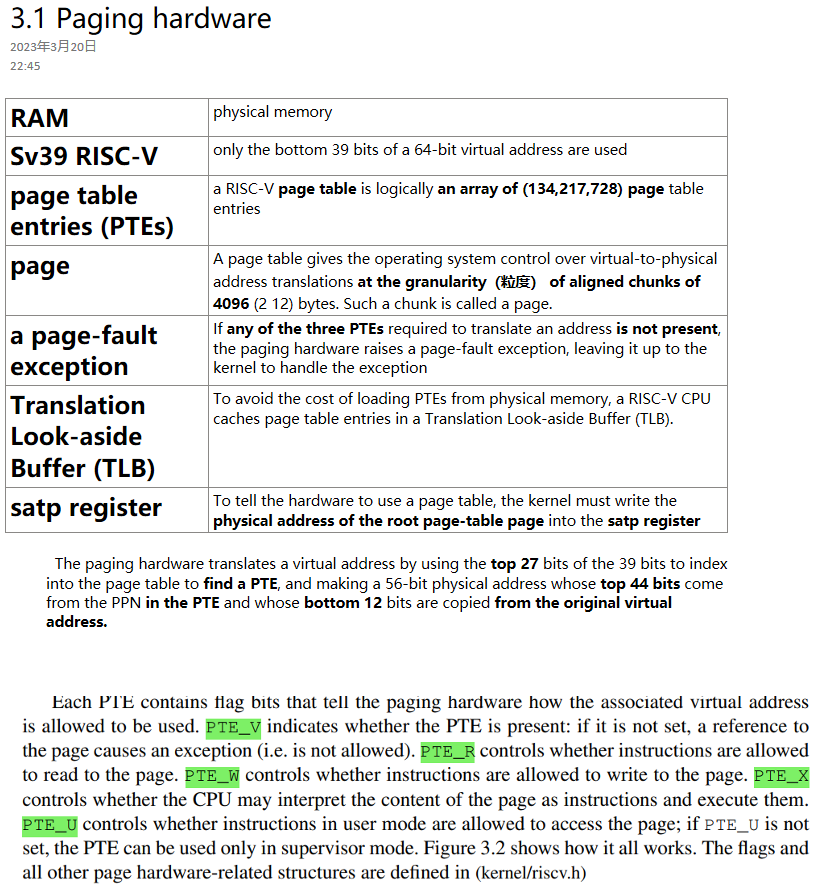 3.1 Paging hardware
2023年3月20日
22:45
RAM
physical memory
Sv39 RISC-V
only the bottom 39 bits of a 64-bit virtual address are used
page table
entries (PTEs)
a RISC-V page table is logically an array of (134,217,728) page table
entries
page
A page table gives the operating system control over virtual-to-physical
address translations at the granularity（粒度） of aligned chunks of
4096 (2 12) bytes. Such a chunk is called a page.
a page-fault
exception
If any of the three PTEs required to translate an address is not present,
the paging hardware raises a page-fault exception, leaving it up to the
kernel to handle the exception
Translation
Look-aside
Buffer (TLB)
To avoid the cost of loading PTEs from physical memory, a RISC-V CPU
caches page table entries in a Translation Look-aside Buffer (TLB).
satp register
To tell the hardware to use a page table, the kernel must write the
physical address of the root page-table page into the satp register
The paging hardware translates a virtual address by using the top 27 bits of the 39 bits to index
into the page table to find a PTE, and making a 56-bit physical address whose top 44 bits come
from the PPN in the PTE and whose bottom 12 bits are copied from the original virtual
address.
Each PTE contains flag bits that tell the paging hardware how the associated virtual address
is allowed to be used. PTE_V indicates whether the PTE is present: if it is not set, a reference to
the page causes an exception (i.e. is not allowed). PTE_R controls whether instructions are allowed
to read to the page. PTE_W controls whether instructions are allowed to write to the page. PTE_X
controls whether the CPU may interpret the content of the page as instructions and execute them.
PTE_U controls whether instructions in user mode are allowed to access the page; if PTE_U is not
set, the PTE can be used only in supervisor mode. Figure 3.2 shows how it all works. The flags and
all other page hardware-related structures are defined in (kernel/riscv.h)